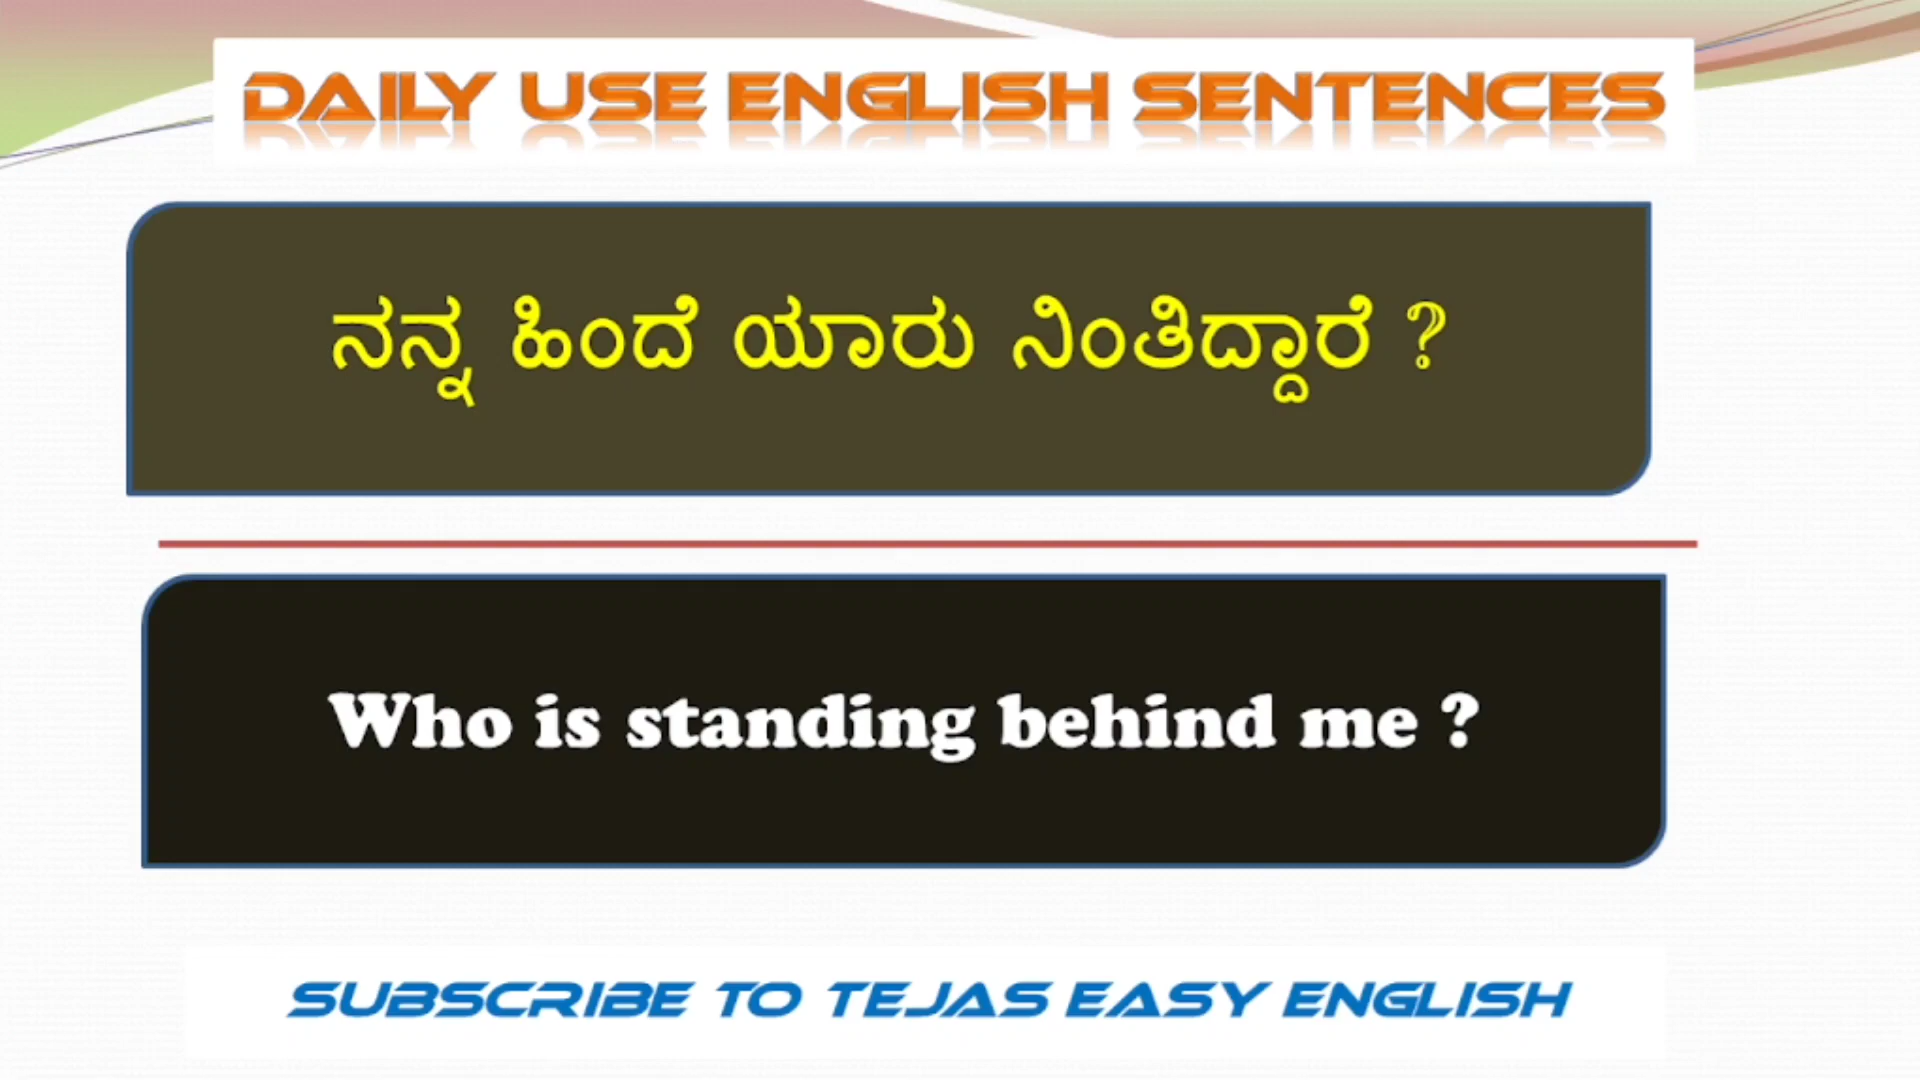 DAILY USE ENGLISH SENTENCES
ನನ್ನ ಹಿಂದೆ ಯಾರು ನಿಂತಿದ್ದಾರೆ ?
Who is standing behind me ?
SUBSCRIBE TO TEJAS EASY ENGLISH